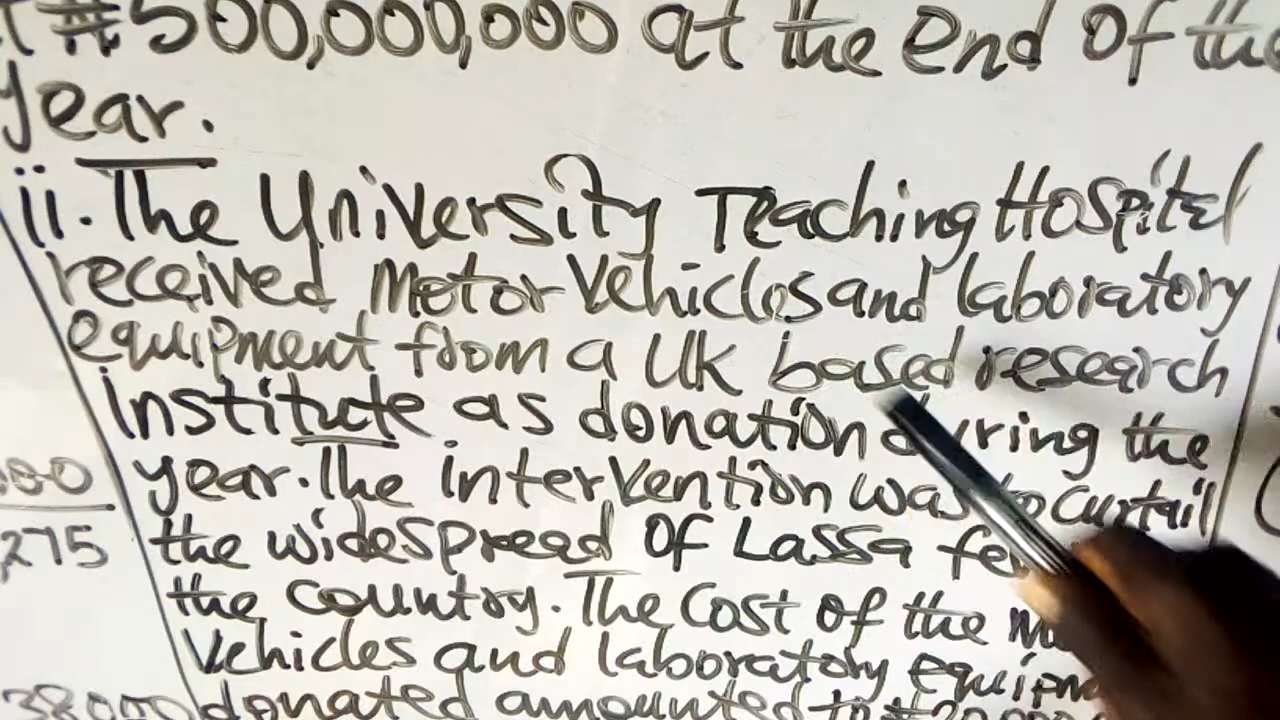 ₦500,000,000 at the end of the
year.
ii. The University Teaching Hospital
received Motor Vehicles and laboratory
equipment from a UK based research
institute as donation during the
year. The intervention was to curtail
the widespread of Lassa
the country. The Cost of the
Vehicles and laboratory
donated amounted to
,275
38000